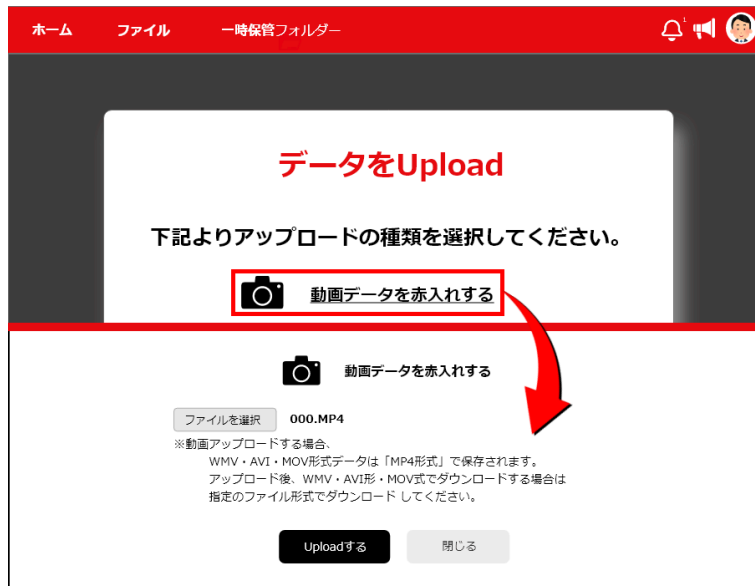 ホーム ファイル 一時保管フォルダー 1
データをUpload
下記よりアップロードの種類を選択してください。
動画データを赤入れする
動画データを赤入れする
ファイルを選択 000.MP4
※動画アップロードする場合、
WMV・AVI・MOV形式データは「MP4形式」で保存されます。
アップロード後、WMV・AVI形・MOV式でダウンロードする場合は
指定のファイル形式でダウンロード してください。
Uploadする 閉じる